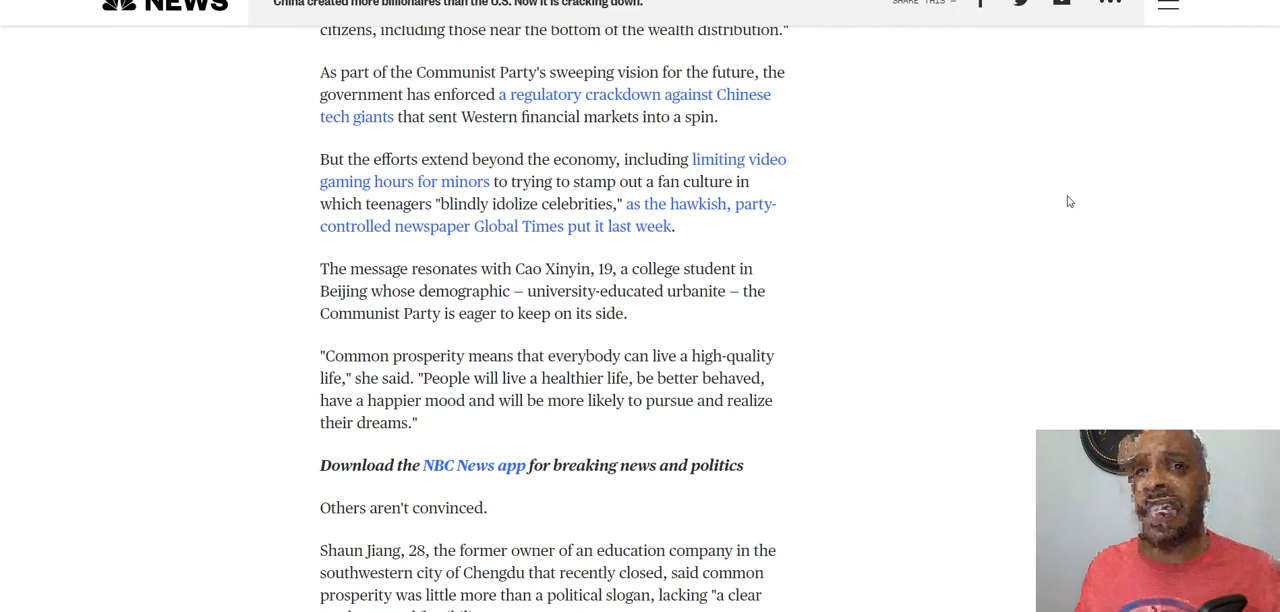 NEWS
China created more billionaires than the U.S. Now it is cracking down.
SHARE THIS –
citizens, including those near the bottom of the wealth distribution."
As part of the Communist Party's sweeping vision for the future, the
government has enforced a regulatory crackdown against Chinese
tech giants that sent Western financial markets into a spin.
But the efforts extend beyond the economy, including limiting video
gaming hours for minors to trying to stamp out a fan culture in
which teenagers "blindly idolize celebrities," as the hawkish, party-
controlled newspaper Global Times put it last week.
The message resonates with Cao Xinyin, 19, a college student in
Beijing whose demographic — university-educated urbanite — the
Communist Party is eager to keep on its side.
"Common prosperity means that everybody can live a high-quality
life," she said. "People will live a healthier life, be better behaved,
have a happier mood and will be more likely to pursue and realize
their dreams."
Download the NBC News app for breaking news and politics
Others aren't convinced.
Shaun Jiang, 28, the former owner of an education company in the
southwestern city of Chengdu that recently closed, said common
prosperity was little more than a political slogan, lacking "a clear